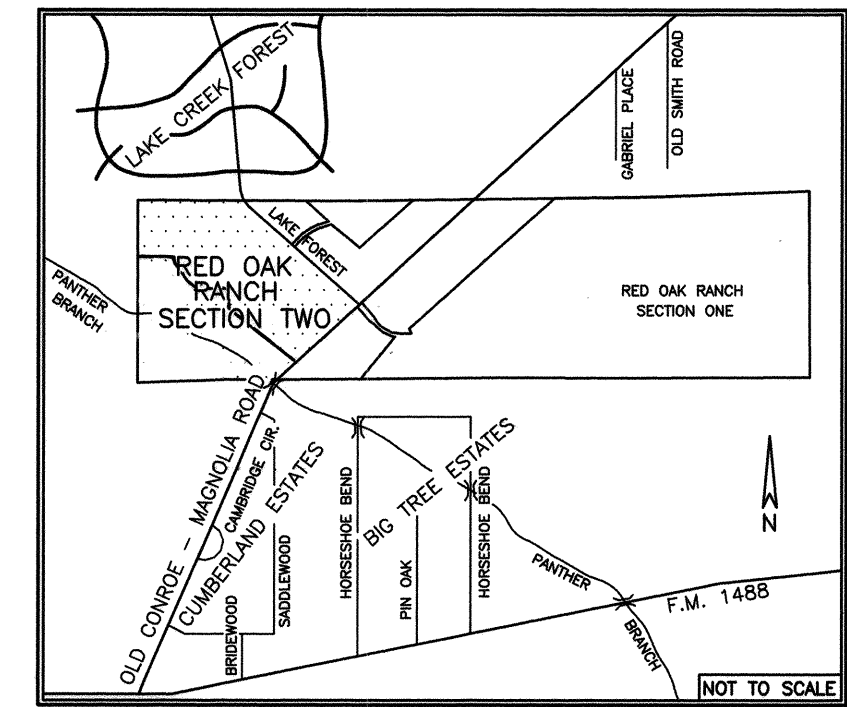 LAKE CREEK FOREST
GABRIEL PLACE
OLD SMITH ROAD
LAKE FOREST
RED OAK
RANCH
SECTION TWO
PANTHER
BRANCH
RED OAK RANCH
SECTION ONE
OLD CONROE - MAGNOLIA ROAD
CAMBRIDGE CIR.
CUMBERLAND ESTATES
SADDLEWOOD
BRIDEWOOD
HORSESHOE BEND
BIG TREE ESTATES
PIN OAK
HORSESHOE BEND
N
PANTHER
BRANCH
F.M. 1488
NOT TO SCALE